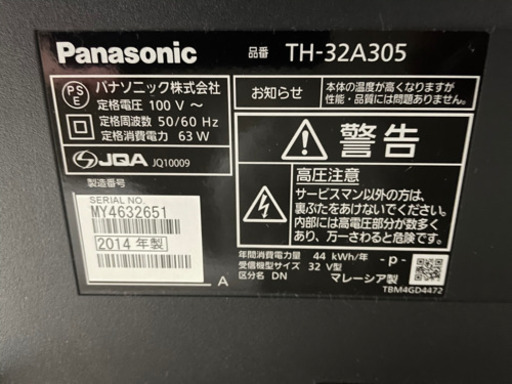 Panasonic 品番 TH-32A305
PS
E
パナソニック株式会社
定格電圧 100 V ～
定格周波数 50/60 Hz
定格消費電力 63 W
JQA JQ10009
製造番号
SERIAL NO.
MY4632651
2014 年製
A
お知らせ
本体の温度が高くなりますが
性能・品質には問題ありません。
警告
高圧注意
サービスマン以外の方は、
裏ぶたをあけないでください。
内部には高電圧部分が数多く
あり、万一さわると危険です。
年間消費電力量 44 kWh/年
受信機型サイズ 32 V型
区分名 DN
- p -
マレーシア製
TBM4GD4472